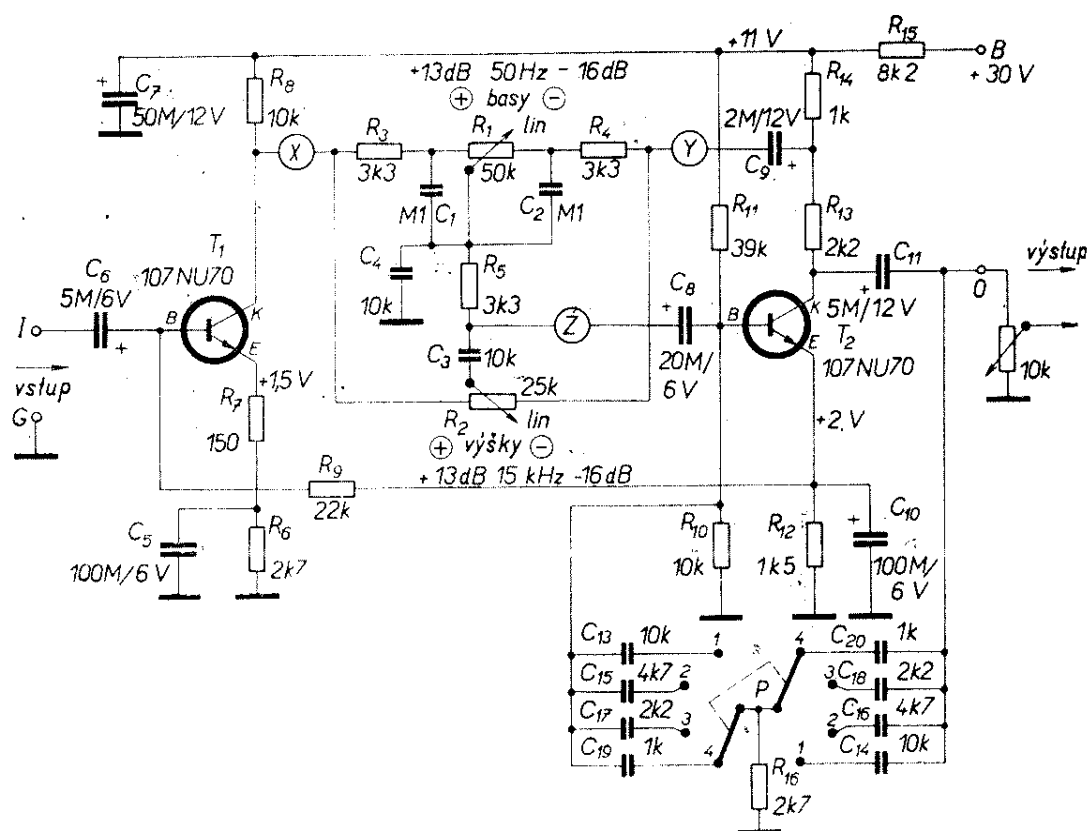 +11 V
R15
8k2
B
+30 V
C7
50M/12V
+
R8
10k
+13dB 50Hz - 16dB
+ basy -
R14
1k
2M/12V
C9
+
X
R3
3k3
R1
lin
50k
R4
3k3
Y
M1 C1
C2 M1
R11
39k
R13
2k2
C4
10k
R5
3k3
T1
107NU70
C6
5M/6V
+
I
B
K
E
vstup
G
+1,5 V
R7
150
Z
C8
+
20M/
6V
C3
10k
25k
R2
lin
+ výšky -
+13dB 15 kHz -16dB
B
K
E
C11
+
5M/12V
T2
107NU70
O
výstup
10k
+2V
R9
22k
C5
100M/6V
R6
2k7
R10
10k
R12
1k5
C10
+
100M/
6V
C13 10k 1
C15 4k7 2
C17 2k2 3
C19 1k 4
P
4 C20 1k
3 C18 2k2
2 C16 4k7
1 C14 10k
R16
2k7